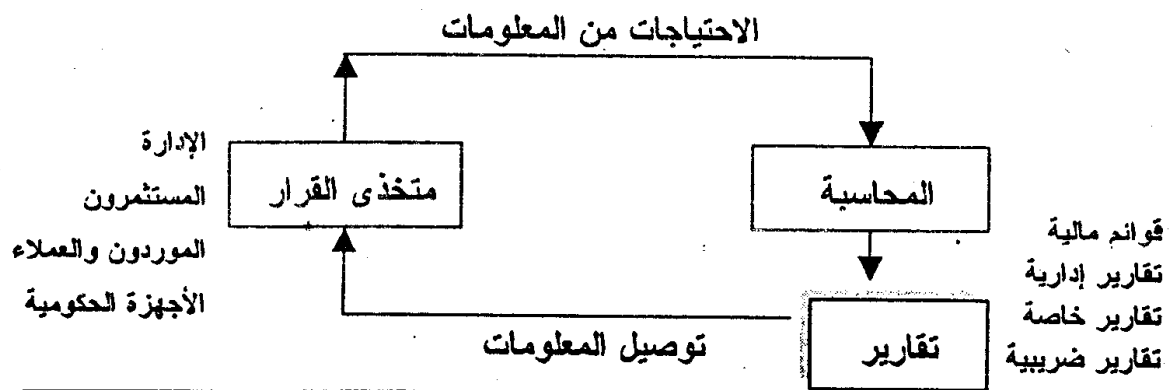 الاحتياجات من المعلومات
المحاسبة
متخذى القرار
الإدارة
المستثمرون
الموردون والعملاء
الأجهزة الحكومية
قوائم مالية
تقارير إدارية
تقارير خاصة
تقارير ضريبية
تقارير
توصيل المعلومات